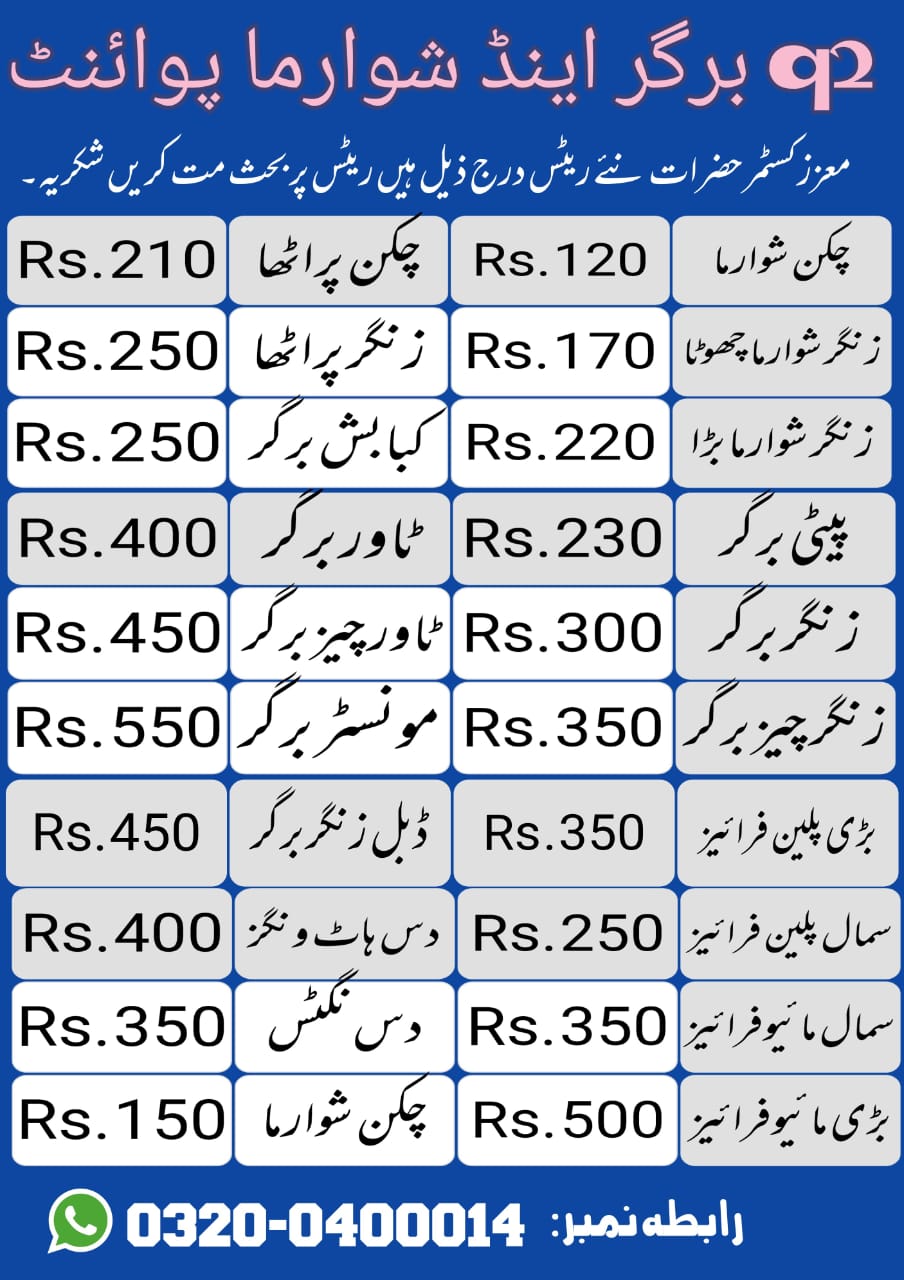 q2 برگر اینڈ شوارما پوائنٹ
معزز کسٹمر حضرات نئے ریٹس درج ذیل ہیں ریٹس پر بحث مت کریں شکریہ۔
چکن شوارما Rs.120 چکن پراٹھا Rs.210
زنگر شوارما چھوٹا Rs.170 زنگر پراٹھا Rs.250
زنگر شوارما بڑا Rs.220 کبابش برگر Rs.250
پیٹی برگر Rs.230 ٹاور برگر Rs.400
زنگر برگر Rs.300 ٹاور چیز برگر Rs.450
زنگر چیز برگر Rs.350 مونسٹر برگر Rs.550
بڑی پلین فرائیز Rs.350 ڈبل زنگر برگر Rs.450
سمال پلین فرائیز Rs.250 دس ہاٹ ونگز Rs.400
سمال مائیو فرائیز Rs.350 دس نگٹس Rs.350
بڑی مائیو فرائیز Rs.500 چکن شوارما Rs.150
رابطہ نمبر: 0320-0400014